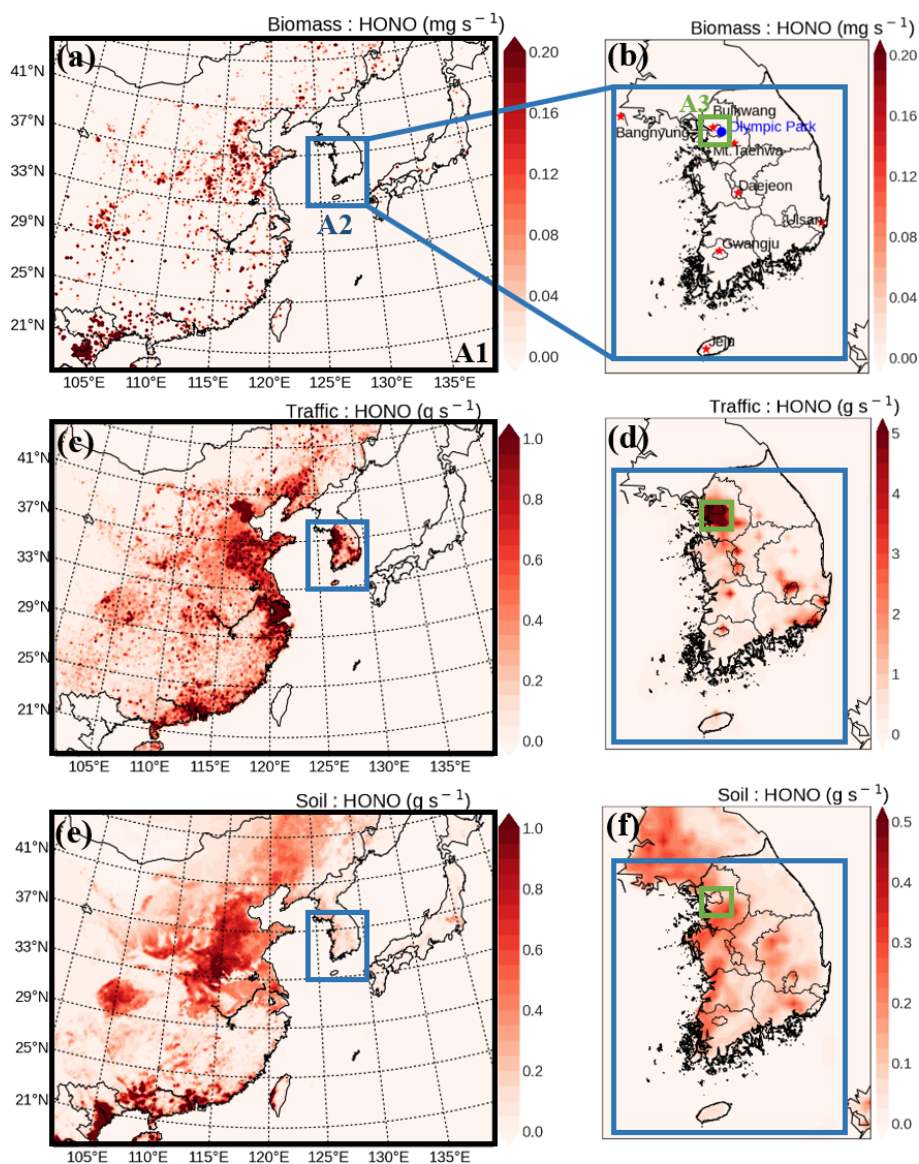 Biomass : HONO (mg s⁻¹)
(a)
41°N
37°N
33°N
29°N
25°N
21°N
A2
A1
105°E 110°E 115°E 120°E 125°E 130°E 135°E
0.20
0.16
0.12
0.08
0.04
0.00
Biomass : HONO (mg s⁻¹)
(b)
A3
Bulkwang
Bangnyung
Olympic Park
Mt.Taehwa
Daejeon
Ulsan
Gwangju
Jeju
0.20
0.16
0.12
0.08
0.04
0.00
Traffic : HONO (g s⁻¹)
(c)
41°N
37°N
33°N
29°N
25°N
21°N
105°E 110°E 115°E 120°E 125°E 130°E 135°E
1.0
0.8
0.6
0.4
0.2
0.0
Traffic : HONO (g s⁻¹)
(d)
5
4
3
2
1
0
Soil : HONO (g s⁻¹)
(e)
41°N
37°N
33°N
29°N
25°N
21°N
105°E 110°E 115°E 120°E 125°E 130°E 135°E
1.0
0.8
0.6
0.4
0.2
0.0
Soil : HONO (g s⁻¹)
(f)
0.5
0.4
0.3
0.2
0.1
0.0